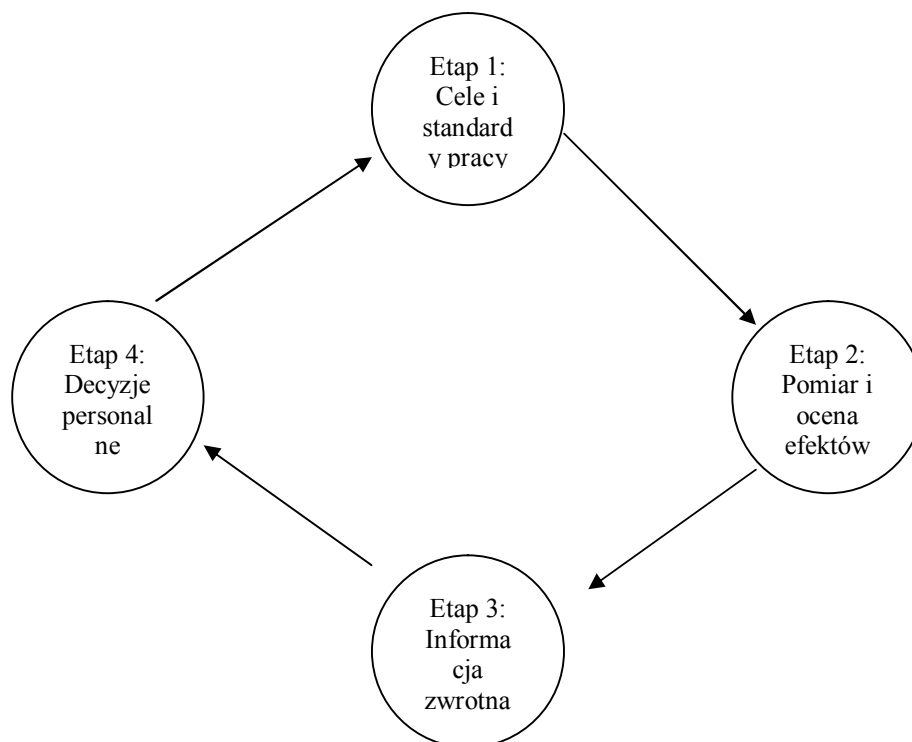 Etap 1:
Cele i
standard
y pracy
Etap 4:
Decyzje
personal
ne
Etap 2:
Pomiar i
ocena
efektów
Etap 3:
Informa
cja
zwrotna